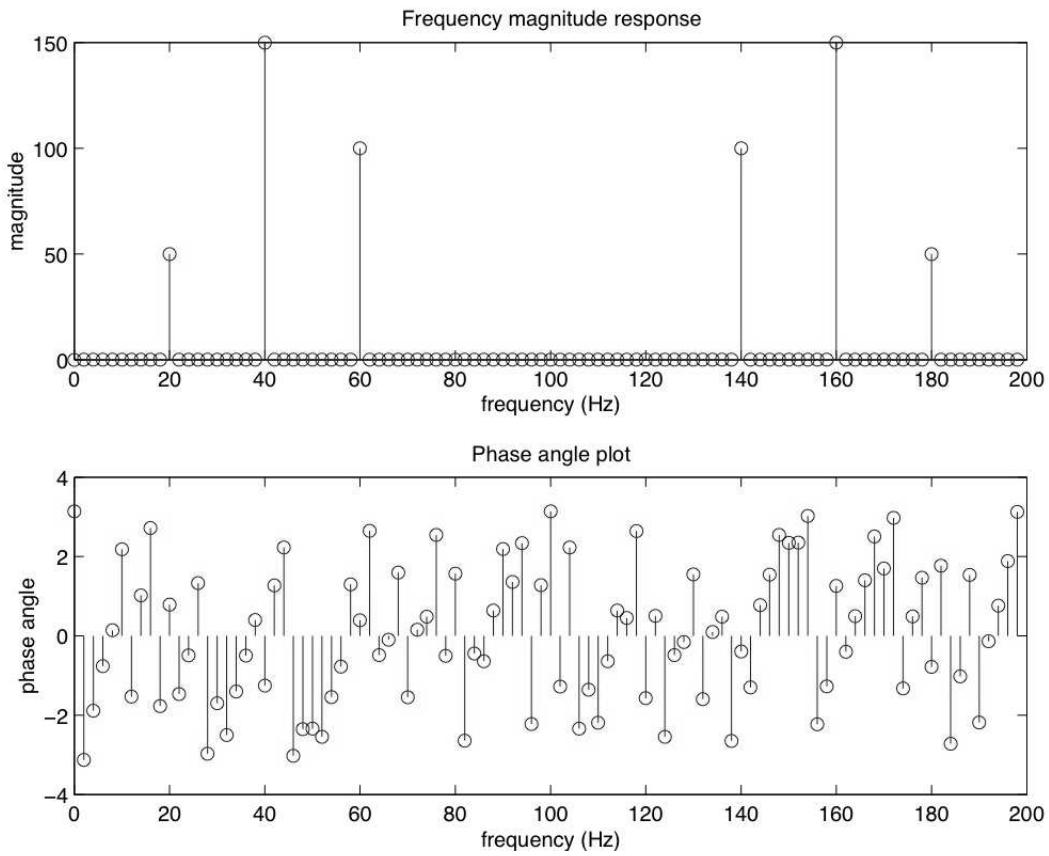 Frequency magnitude response
150
100
50
0
magnitude
0 20 40 60 80 100 120 140 160 180 200
frequency (Hz)
Phase angle plot
4
2
0
−2
−4
phase angle
0 20 40 60 80 100 120 140 160 180 200
frequency (Hz)